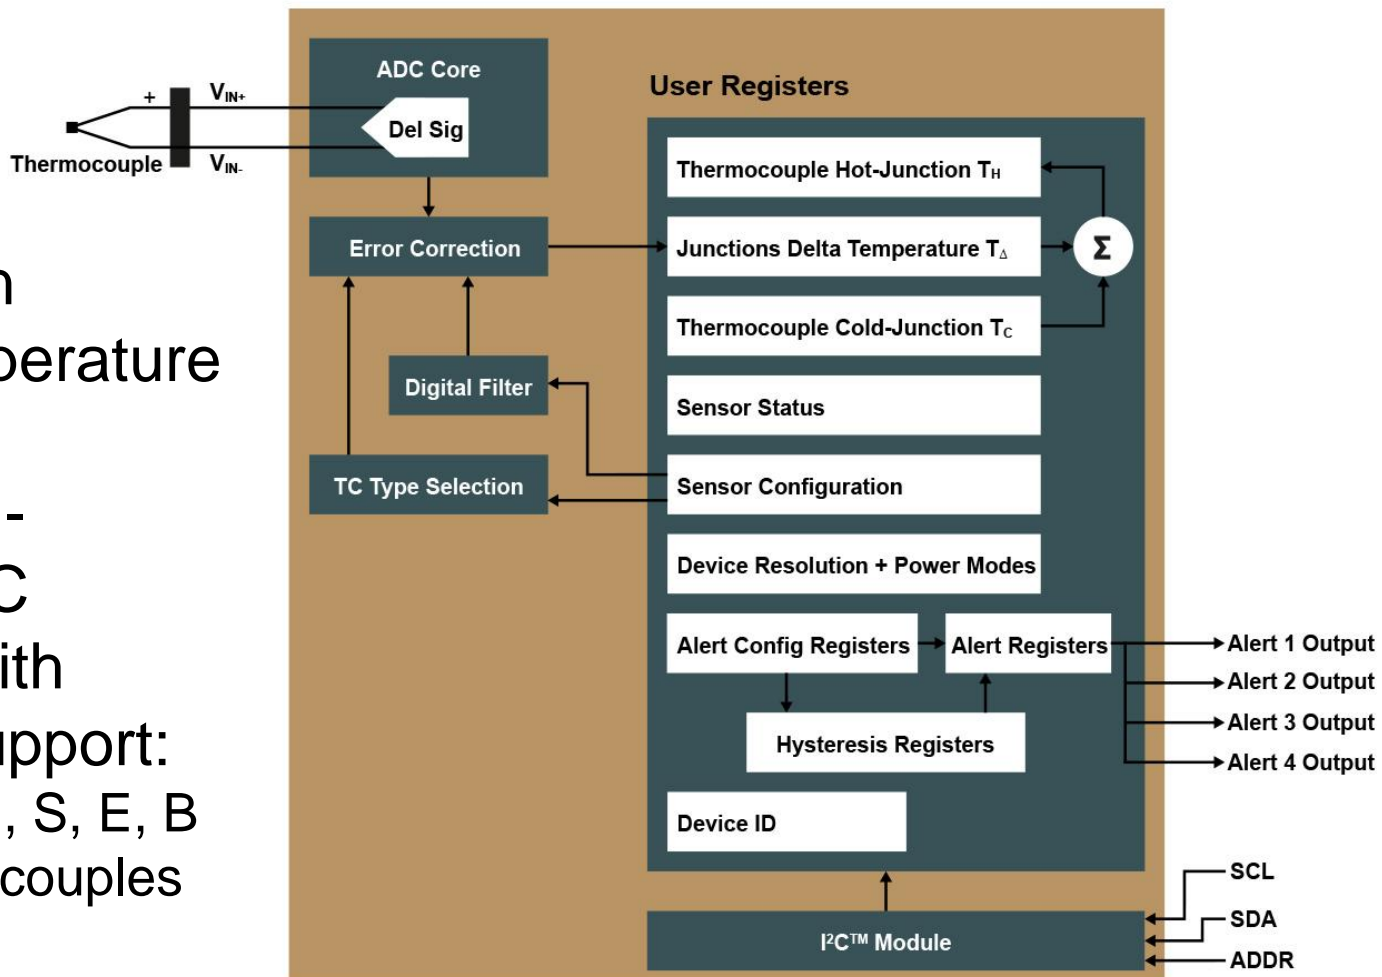 ADC Core
Del Sig
+
VIN+
VIN-
Thermocouple
Error Correction
Digital Filter
TC Type Selection
User Registers
Thermocouple Hot-Junction TH
Junctions Delta Temperature TΔ
Thermocouple Cold-Junction TC
Σ
Sensor Status
Sensor Configuration
Device Resolution + Power Modes
Alert Config Registers
Alert Registers
Hysteresis Registers
Device ID
I²C™ Module
Alert 1 Output
Alert 2 Output
Alert 3 Output
Alert 4 Output
SCL
SDA
ADDR
-
C
, S, E, B
couples